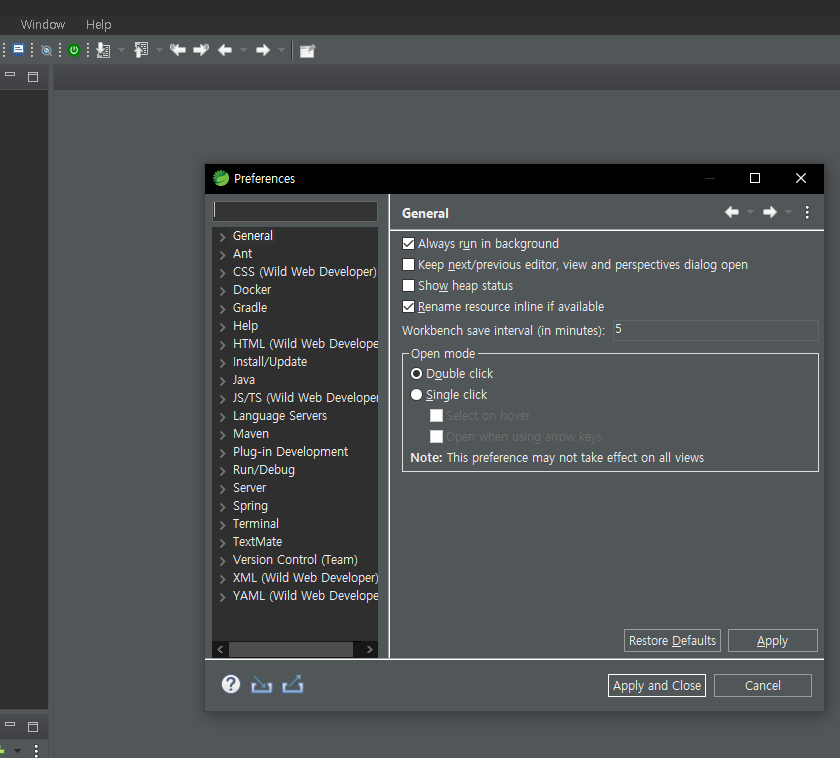 Window Help
Preferences
General
Ant
CSS (Wild Web Developer)
Docker
Gradle
Help
HTML (Wild Web Develope
Install/Update
Java
JS/TS (Wild Web Developer
Language Servers
Maven
Plug-in Development
Run/Debug
Server
Spring
Terminal
TextMate
Version Control (Team)
XML (Wild Web Developer)
YAML (Wild Web Develope
General
Always run in background
Keep next/previous editor, view and perspectives dialog open
Show heap status
Rename resource inline if available
Workbench save interval (in minutes): 5
Open mode
Double click
Single click
Select on hover
Open when using arrow keys
Note: This preference may not take effect on all views
Restore Defaults Apply
Apply and Close Cancel